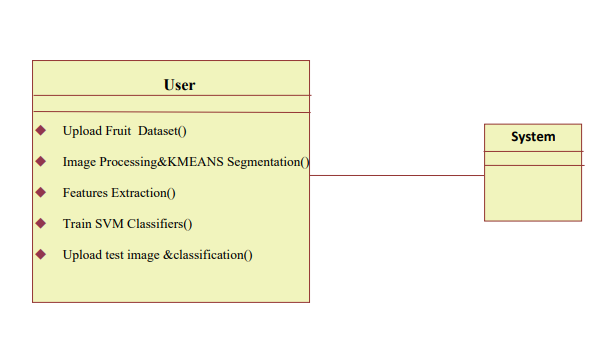 User
Upload Fruit  Dataset()
Image Processing&KMEANS Segmentation()
Features Extraction()
Train SVM Classifiers()
Upload test image &classification()
System